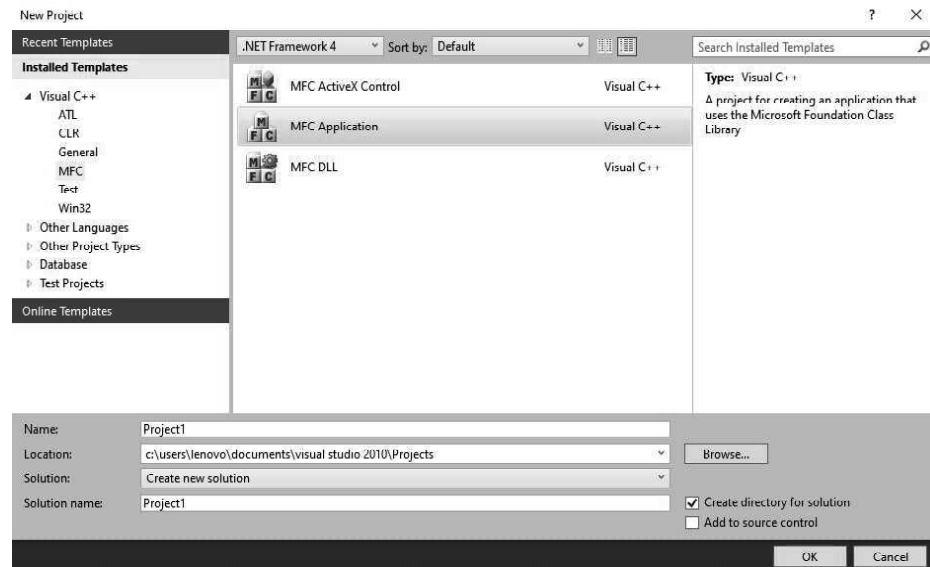 New Project
?
Recent Templates
.NET Framework 4
Sort by: Default
Search Installed Templates
Installed Templates
Visual C++
ATL
CLR
General
MFC
Test
Win32
Other Languages
Other Project Types
Database
Test Projects
Online Templates
MFC ActiveX Control Visual C++
MFC Application Visual C++
MFC DLL Visual C++
Type: Visual C++
A project for creating an application that
uses the Microsoft Foundation Class
Library
Name: Project1
Location: c:\users\lenovo\documents\visual studio 2010\Projects
Browse...
Solution: Create new solution
Solution name: Project1
Create directory for solution
Add to source control
OK Cancel